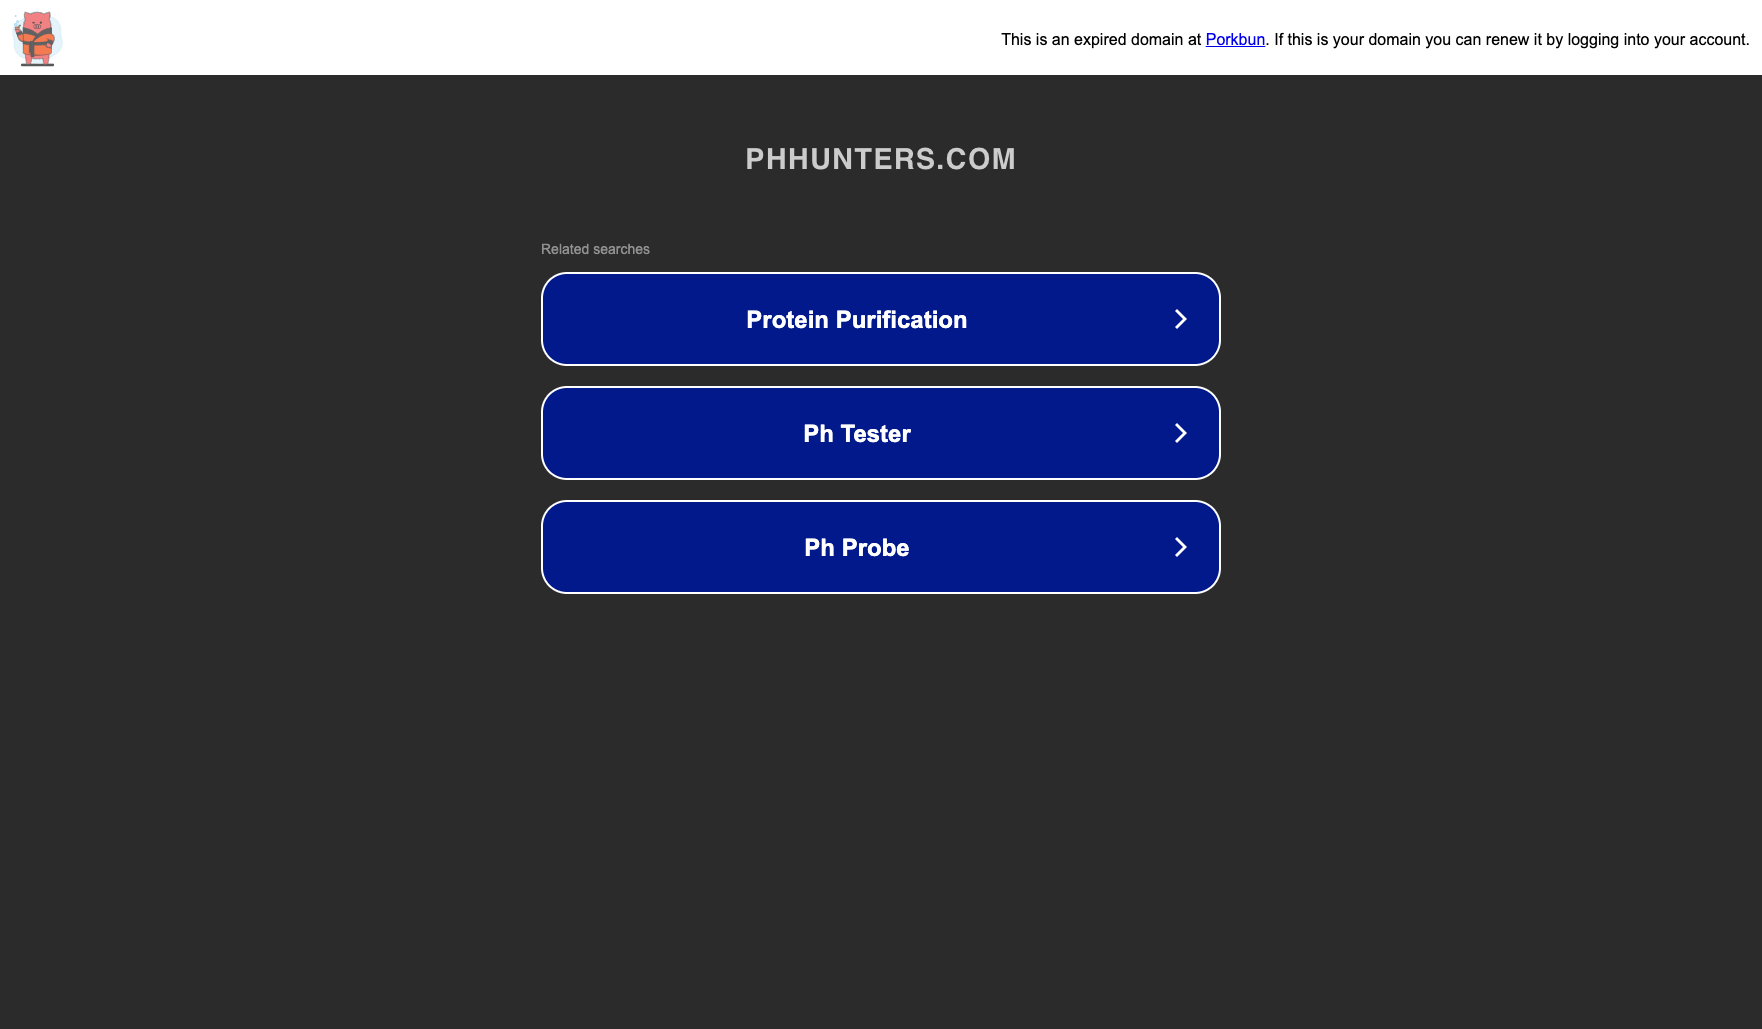 This is an expired domain at Porkbun. If this is your domain you can renew it by logging into your account.
PHHUNTERS.COM
Related searches
Protein Purification
Ph Tester
Ph Probe